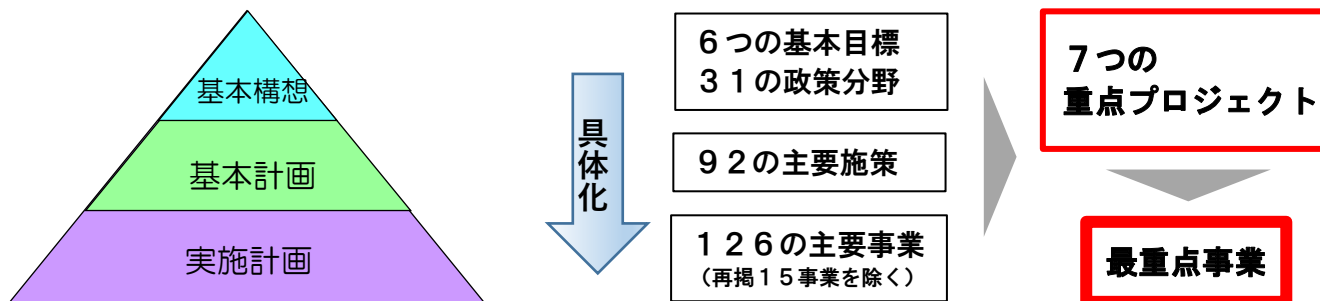 基本構想
基本計画
実施計画
具体化
６つの基本目標
３１の政策分野
９２の主要施策
１２６の主要事業
（再掲１５事業を除く）
７つの
重点プロジェクト
最重点事業